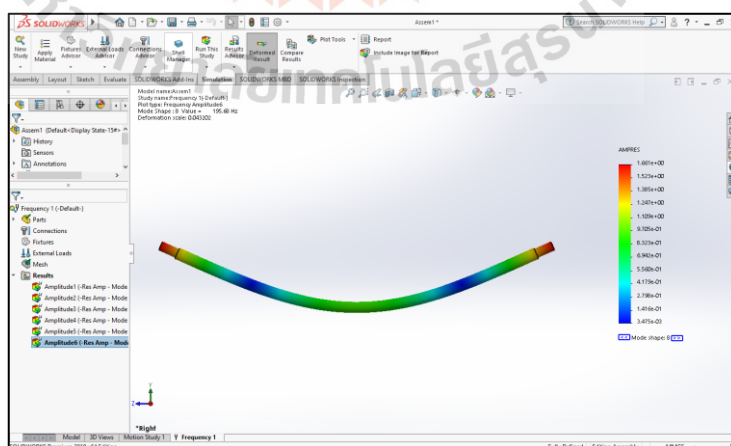 SOLIDWORKS
Assem1 *
Search SOLIDWORKS Help
New Study
Apply Material
Fixtures Advisor
External Loads Advisor
Connections Advisor
Shell Manager
Run This Study
Results Advisor
Deformed Result
Compare Results
Plot Tools
Report
Include Image for Report
Assembly Layout Sketch Evaluate SOLIDWORKS Add-Ins Simulation SOLIDWORKS MBD SOLIDWORKS Inspection
Model name:Assem1
Study name:Frequency 1(-Default-)
Plot type: Frequency Amplitude6
Mode Shape : 8 Value = 195.68 Hz
Deformation scale: 0.043202
Assem1 (Default<Display State-15#>)
History
Sensors
Annotations
Frequency 1 (-Default-)
Parts
Connections
Fixtures
External Loads
Mesh
Results
Amplitude1 (-Res Amp - Mode
Amplitude2 (-Res Amp - Mode
Amplitude3 (-Res Amp - Mode
Amplitude4 (-Res Amp - Mode
Amplitude5 (-Res Amp - Mode
Amplitude6 (-Res Amp - Mode
AMPRES
1.661e+00
1.523e+00
1.385e+00
1.247e+00
1.109e+00
9.705e-01
8.323e-01
6.942e-01
5.560e-01
4.179e-01
2.798e-01
1.416e-01
3.475e-03
Mode shape: 8
Y
Z
*Right
Model 3D Views Motion Study 1 Frequency 1